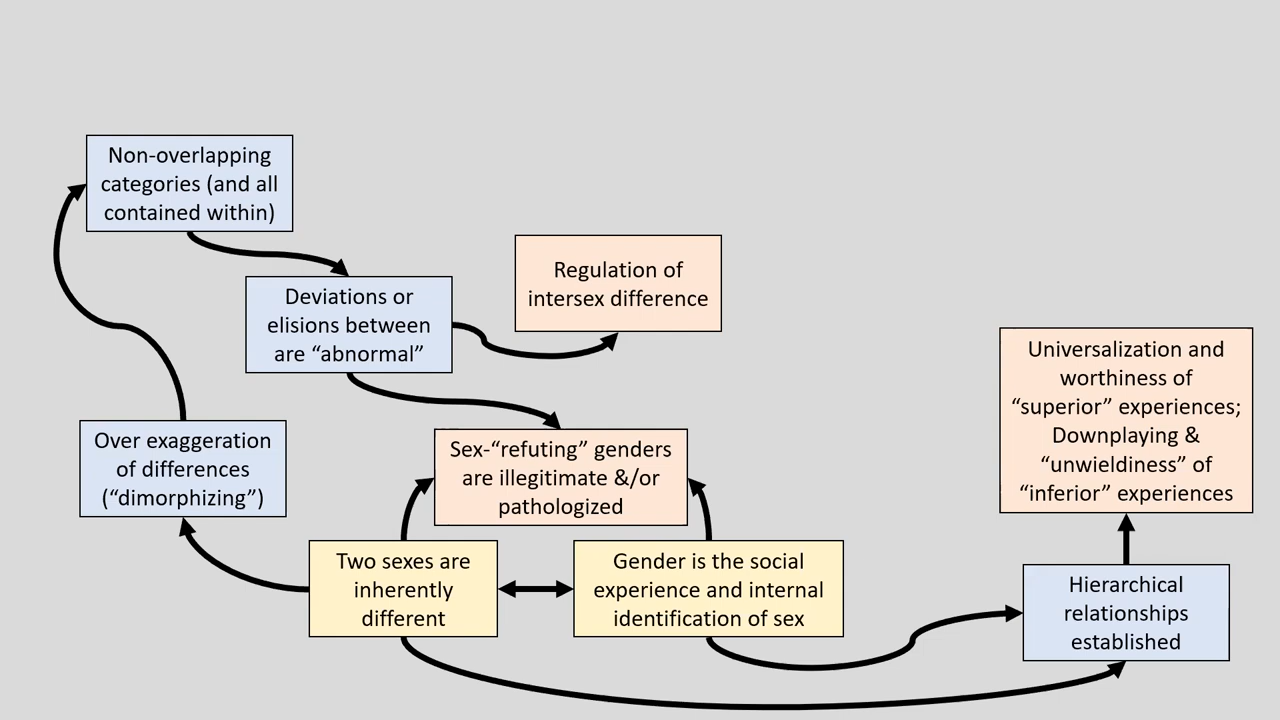 Non-overlapping
categories (and all
contained within)
Regulation of
intersex difference
Deviations or
elisions between
are “abnormal”
Universalization and
worthiness of
“superior” experiences;
Downplaying &
“unwieldiness” of
“inferior” experiences
Over exaggeration
of differences
(“dimorphizing”)
Sex-“refuting” genders
are illegitimate &/or
pathologized
Two sexes are
inherently
different
Gender is the social
experience and internal
identification of sex
Hierarchical
relationships
established